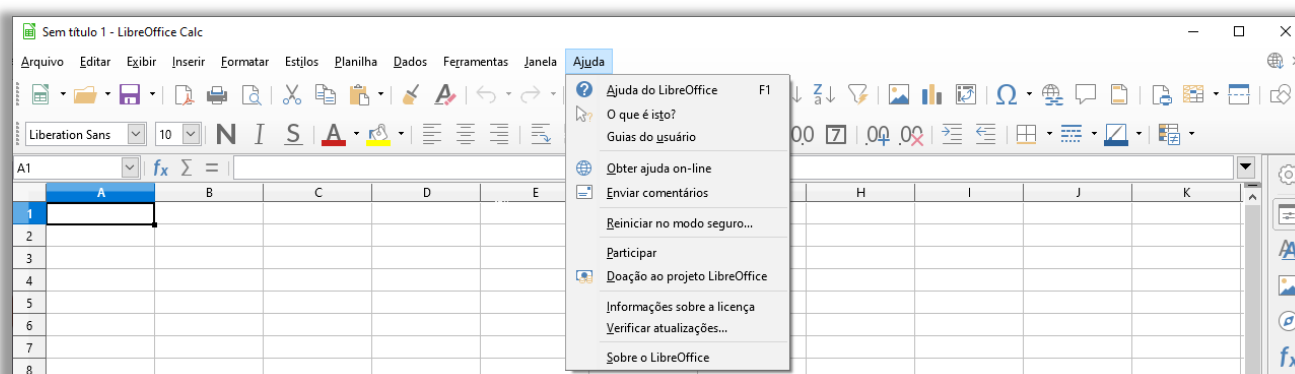 Sem título 1 - LibreOffice Calc
Arquivo Editar Exibir Inserir Formatar Estilos Planilha Dados Ferramentas Janela Ajuda
Liberation Sans 10 N I S A
A1 fx Σ =
A B C D E H I J K
1
2
3
4
5
6
7
8
Ajuda do LibreOffice F1
O que é isto?
Guias do usuário
Obter ajuda on-line
Enviar comentários
Reiniciar no modo seguro...
Participar
Doação ao projeto LibreOffice
Informações sobre a licença
Verificar atualizações...
Sobre o LibreOffice